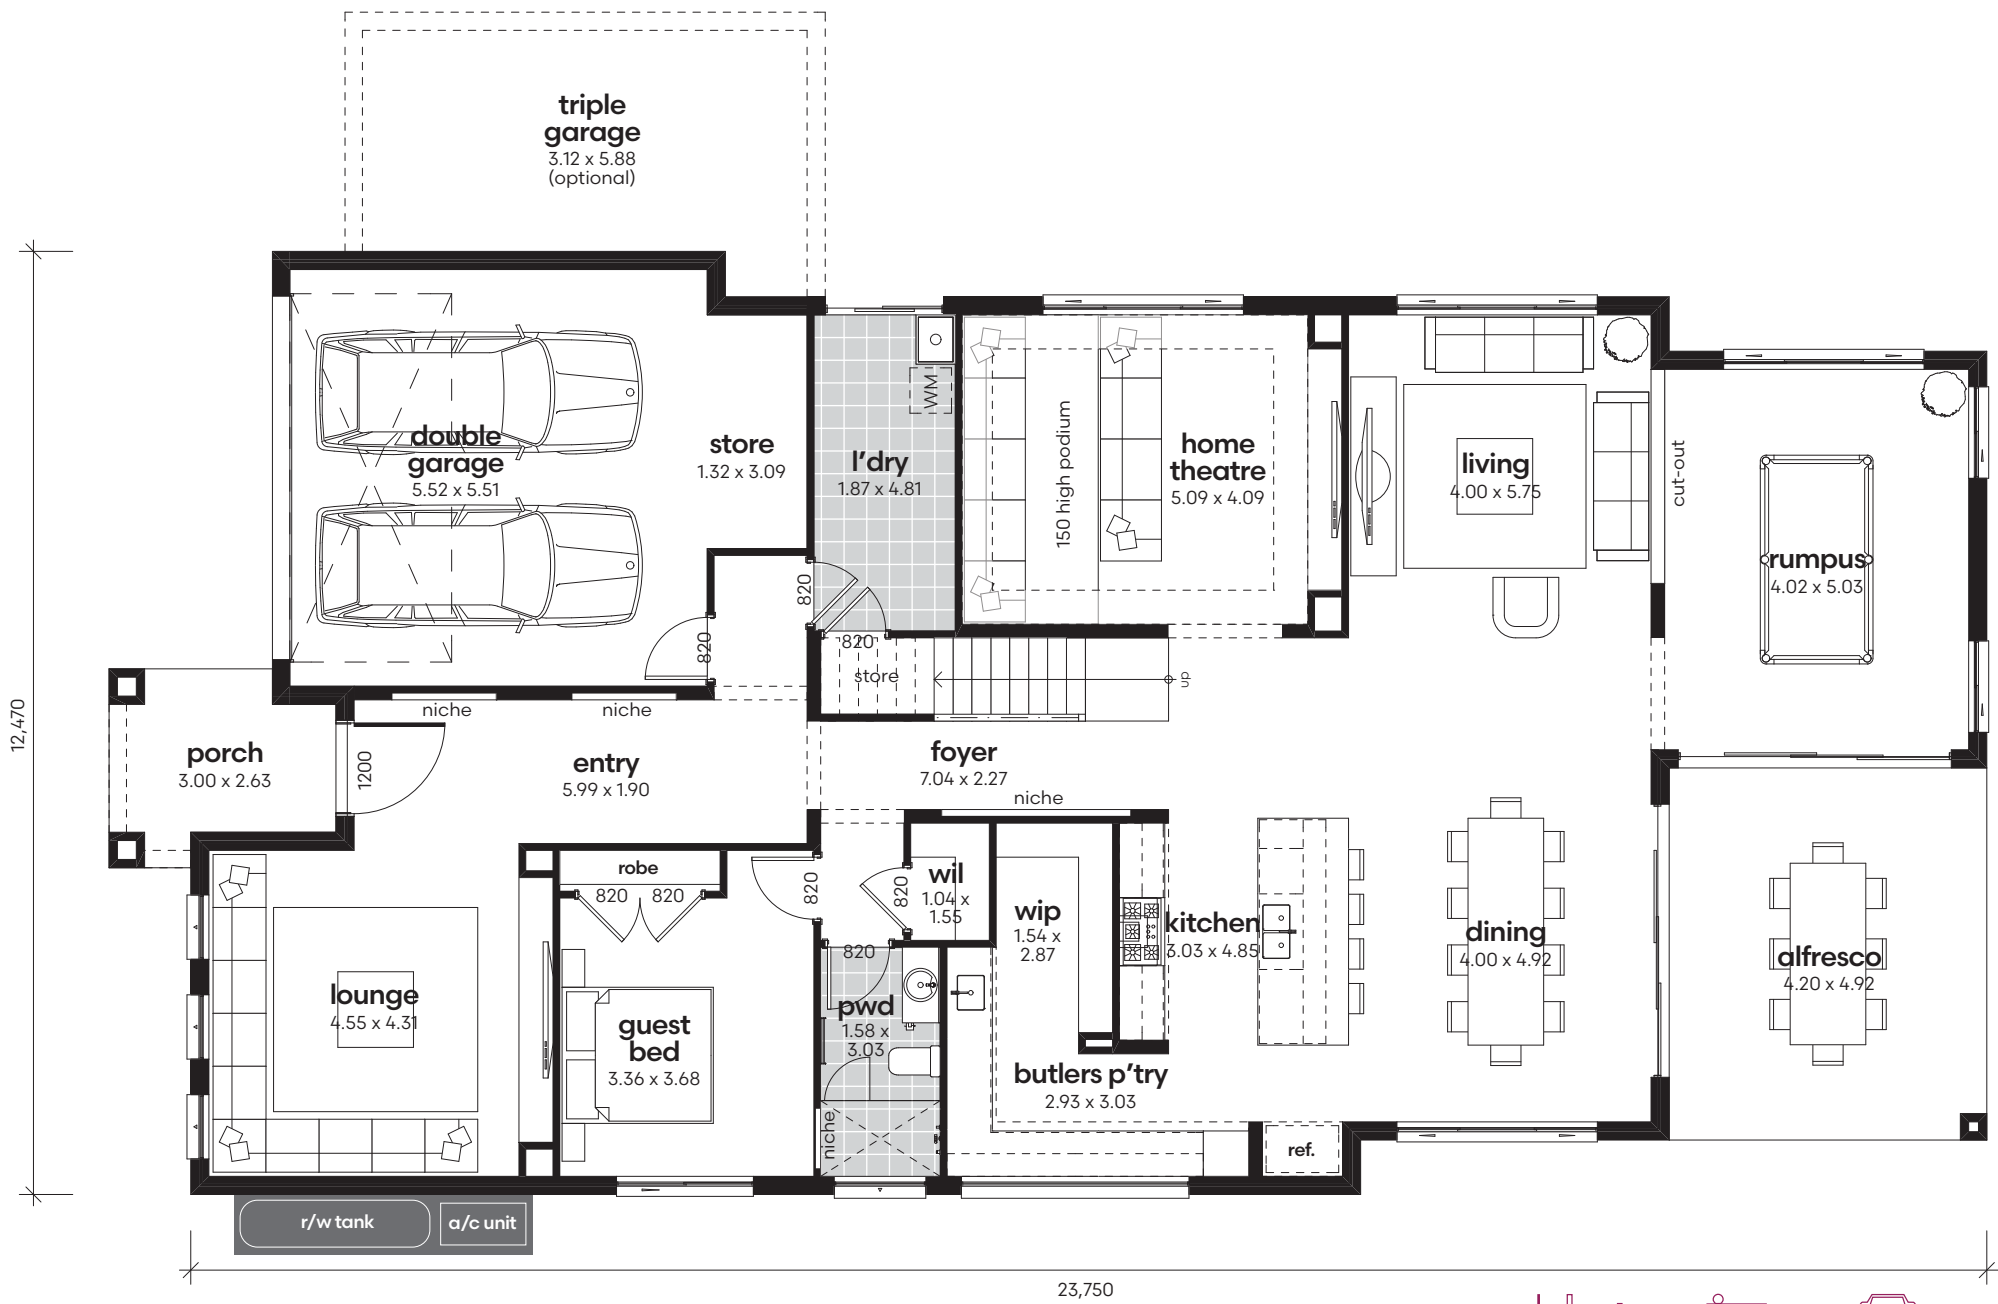 triple
garage
3.12 x 5.88
(optional)
double
garage
5.52 x 5.51
store
1.32 x 3.09
l'dry
1.87 x 4.81
WM
150 high podium
home
theatre
5.09 x 4.09
living
4.00 x 5.75
cut-out
rumpus
4.02 x 5.03
820
820
820
store
up
niche
niche
12,470
porch
3.00 x 2.63
1200
entry
5.99 x 1.90
foyer
7.04 x 2.27
niche
robe
820
820
820
820
wil
1.04 x
1.55
wip
1.54 x
2.87
kitchen
3.03 x 4.85
dining
4.00 x 4.92
alfresco
4.20 x 4.92
lounge
4.55 x 4.31
guest
bed
3.36 x 3.68
820
pwd
1.58 x
3.03
niche
butlers p'try
2.93 x 3.03
ref.
r/w tank
a/c unit
23,750